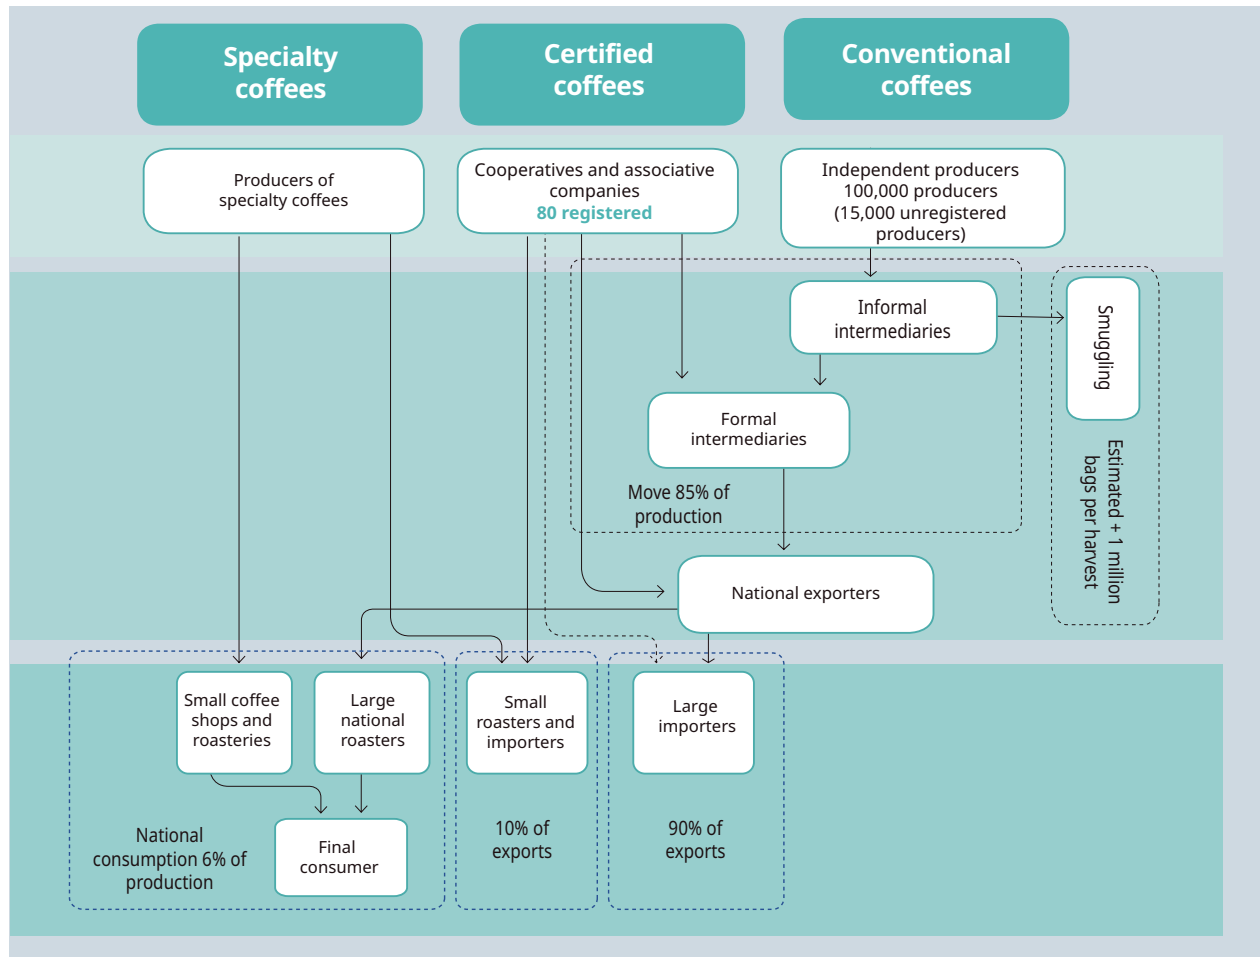 Specialty
coffees
Certified
coffees
Conventional
coffees
Producers of
specialty coffees
Cooperatives and associative
companies
80 registered
Independent producers
100,000 producers
(15,000 unregistered
producers)
Informal
intermediaries
Smuggling
Formal
intermediaries
Estimated + 1 million
bags per harvest
Move 85% of
production
National exporters
Small coffee
shops and
roasteries
Large
national
roasters
Small
roasters and
importers
Large
importers
National
consumption 6% of
production
Final
consumer
10% of
exports
90% of
exports